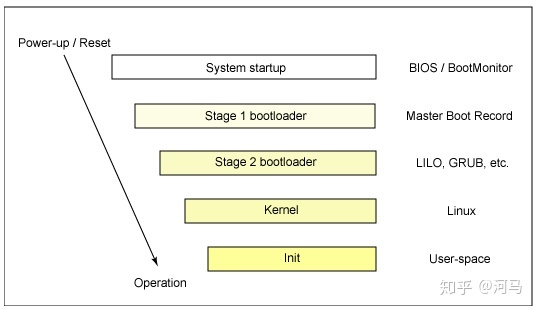 Power-up / Reset
System startup
BIOS / BootMonitor
Stage 1 bootloader
Master Boot Record
Stage 2 bootloader
LILO, GRUB, etc.
Kernel
Linux
Init
User-space
Operation
知乎 @河马